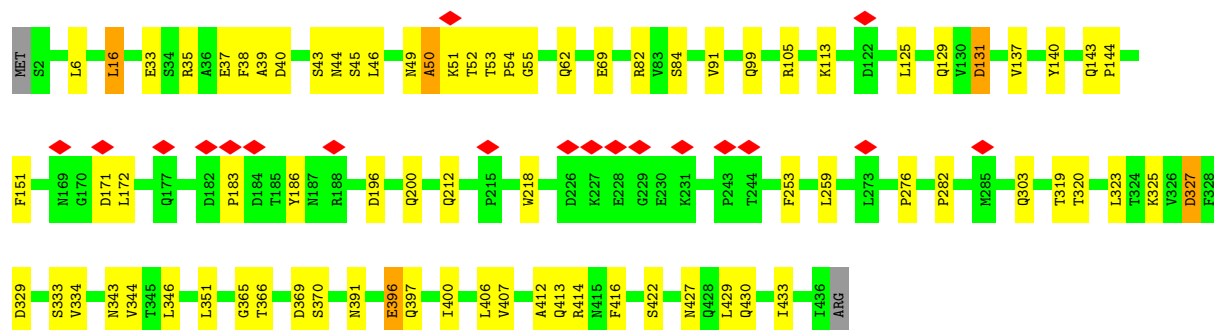 MET S2 L6 L16 E33 S34 R35 A36 E37 F38 A39 D40 S43 N44 S45 L46 N49 A50 K51 T52 T53 P54 G55 Q62 E69 R82 V83 S84 V91 Q99 R105 K113 D122 L125 Q129 V130 D131 V137 Y140 Q143 P144
F151 N169 G170 D171 L172 Q177 D182 P183 D184 T185 Y186 N187 R188 D196 Q200 Q212 P215 W218 D226 K227 E228 G229 E230 K231 P243 T244 F253 L259 L273 P276 P282 M285 Q303 T319 T320 L323 T324 K325 V326 D327 F328
D329 S333 V334 N343 V344 T345 L346 L351 G365 T366 D369 S370 N391 E396 Q397 I400 L406 V407 A412 Q413 R414 N415 F416 S422 N427 Q428 L429 Q430 I433 I436 ARG